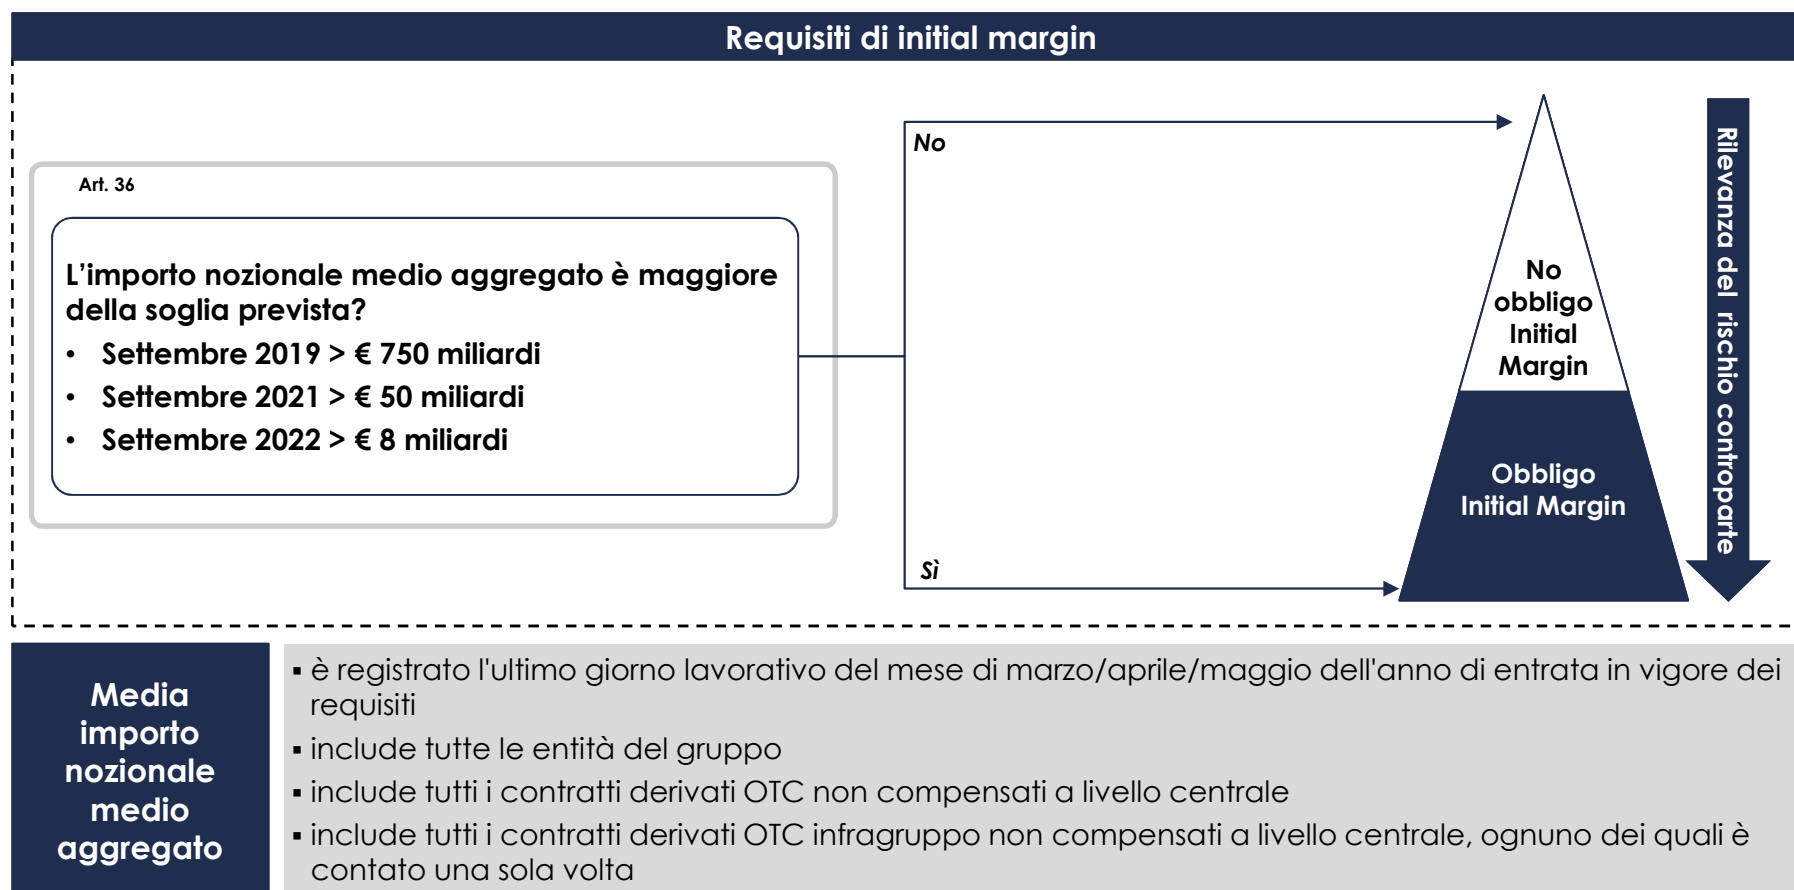 Requisiti di initial margin
Art. 36
L'importo nozionale medio aggregato è maggiore
della soglia prevista?
• Settembre 2019 > € 750 miliardi
• Settembre 2021 > € 50 miliardi
• Settembre 2022 > € 8 miliardi
No
Sì
No
obbligo
Initial
Margin
Obbligo
Initial Margin
Rilevanza del rischio controparte
Media
importo
nozionale
medio
aggregato
▪ è registrato l'ultimo giorno lavorativo del mese di marzo/aprile/maggio dell'anno di entrata in vigore dei
requisiti
▪ include tutte le entità del gruppo
▪ include tutti i contratti derivati OTC non compensati a livello centrale
▪ include tutti i contratti derivati OTC infragruppo non compensati a livello centrale, ognuno dei quali è
contato una sola volta